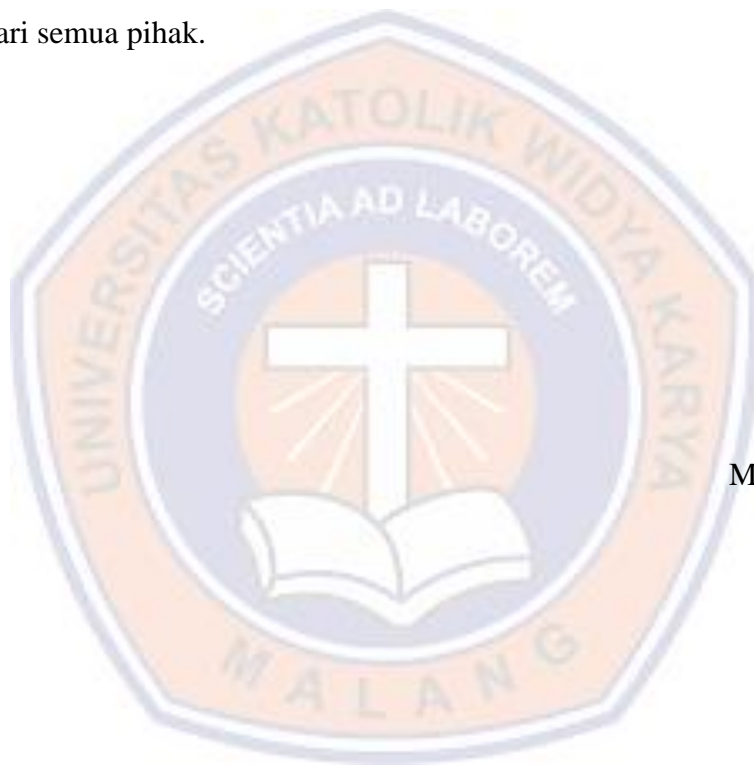 ari semua pihak.
UNIVERSITAS KATOLIK WIDYA KARYA
SCIENTIA AD LABOREM
M
MALANG